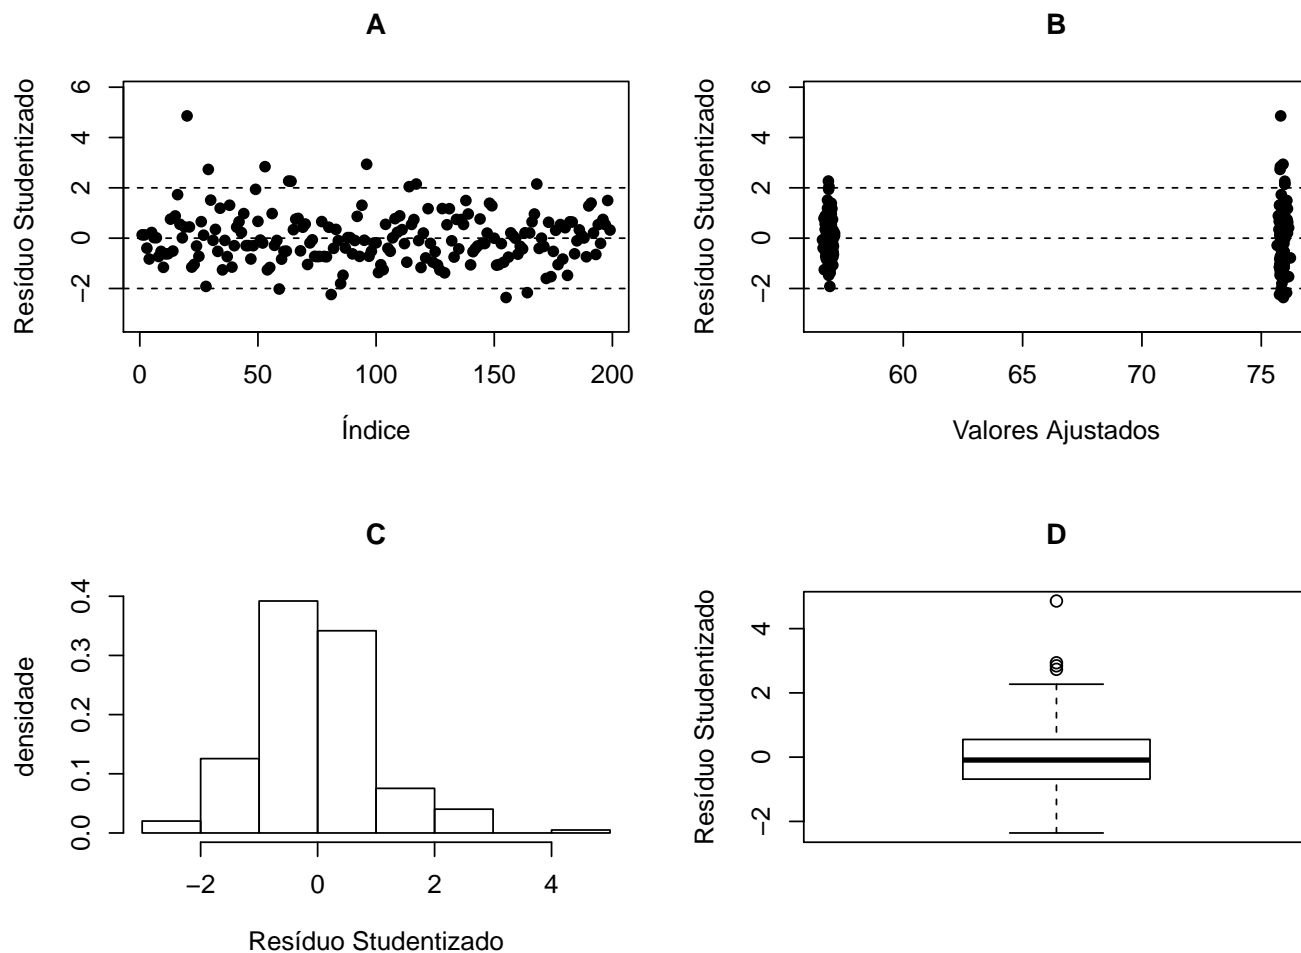 A
Resíduo Studentizado
6
4
2
0
−2
0 50 100 150 200
Índice
B
Resíduo Studentizado
6
4
2
0
−2
60 65 70 75
Valores Ajustados
C
densidade
0.4
0.3
0.2
0.1
0.0
−2 0 2 4
Resíduo Studentizado
D
Resíduo Studentizado
4
2
0
−2